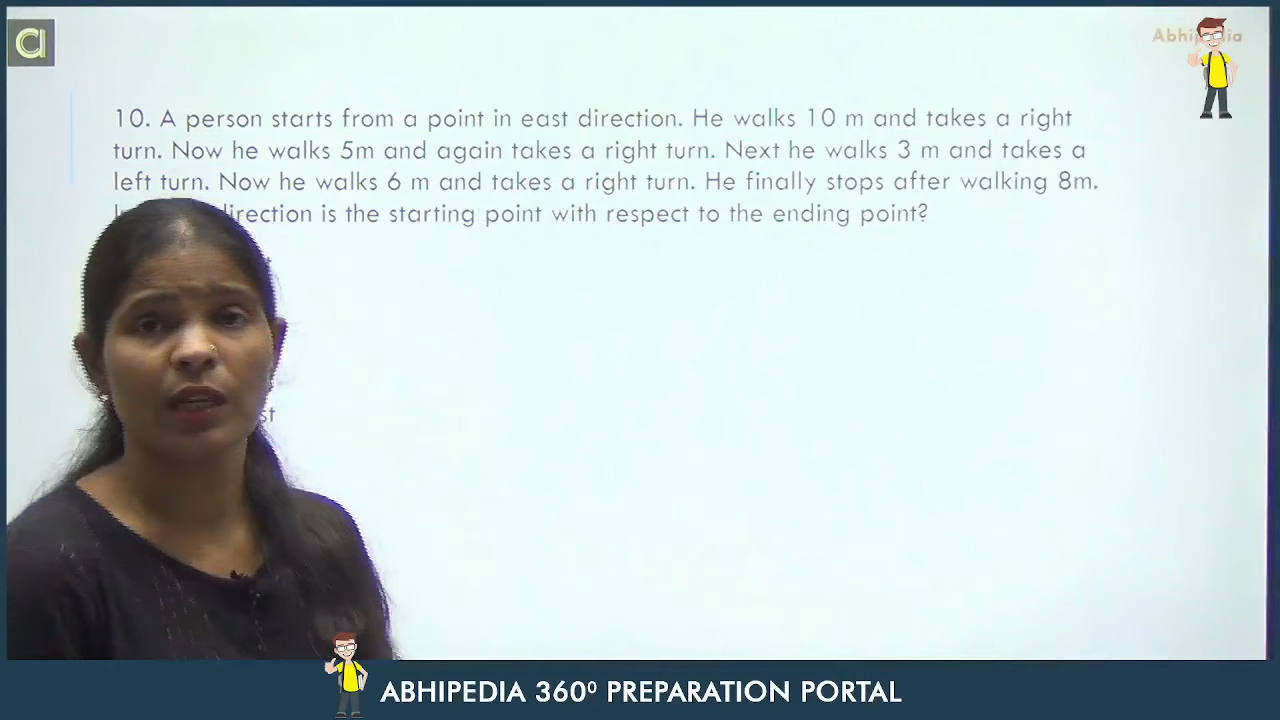 Abhipedia
10. A person starts from a point in east direction. He walks 10 m and takes a right
turn. Now he walks 5m and again takes a right turn. Next he walks 3 m and takes a
left turn. Now he walks 6 m and takes a right turn. He finally stops after walking 8m.
direction is the starting point with respect to the ending point?
st
ABHIPEDIA 360⁰ PREPARATION PORTAL